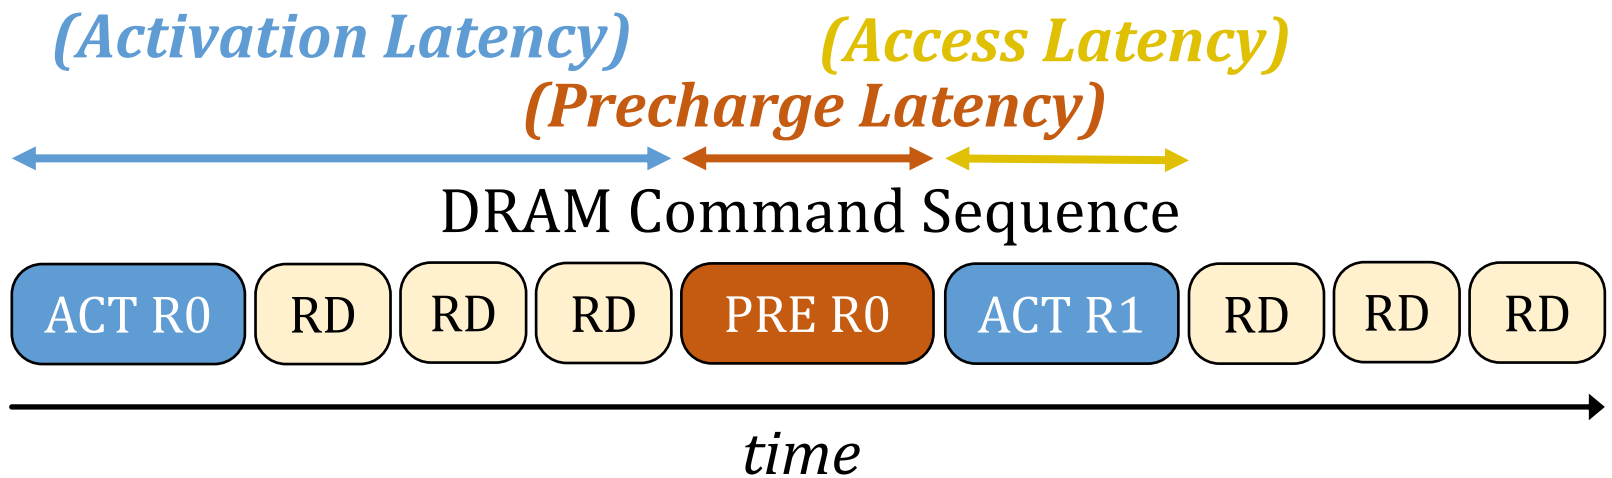 (Activation Latency)
(Access Latency)
(Precharge Latency)
DRAM Command Sequence
ACT R0 RD RD RD PRE R0 ACT R1 RD RD RD
time